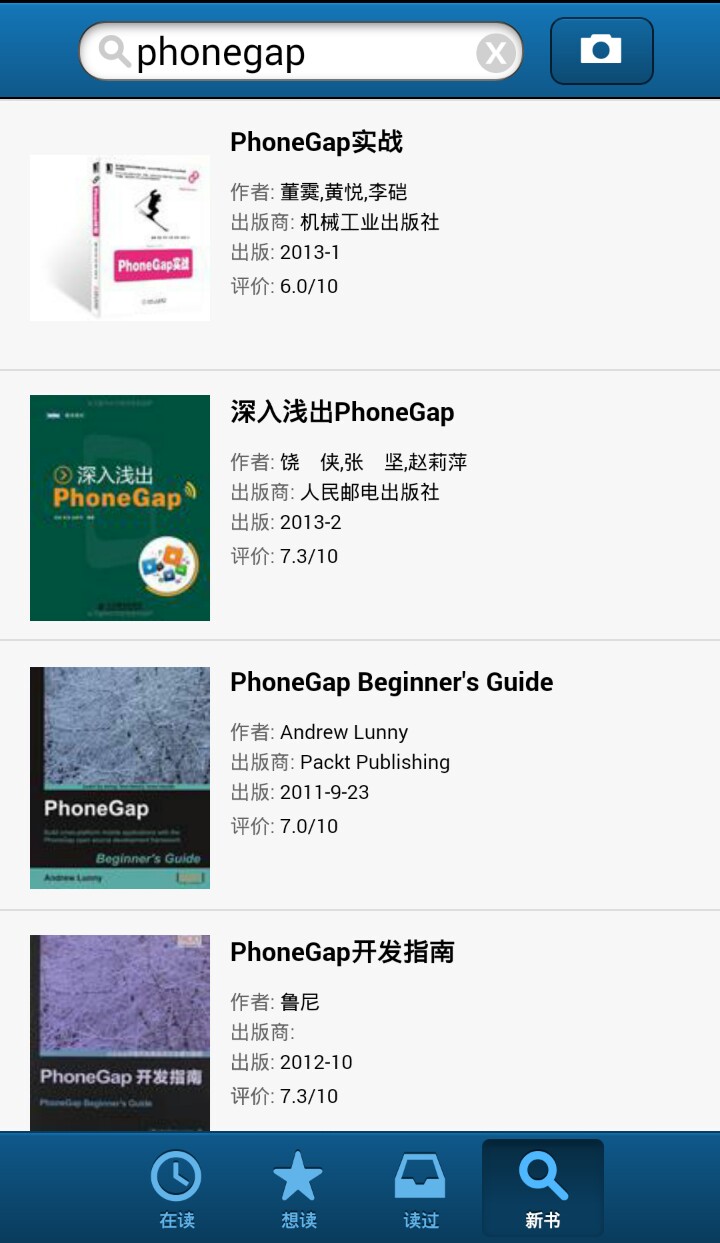 phonegap
X
PhoneGap实战
作者: 董霙,黄悦,李硙
出版商: 机械工业出版社
出版: 2013-1
评价: 6.0/10
PhoneGap实战
深入浅出PhoneGap
作者: 饶　侠,张　坚,赵莉萍
出版商: 人民邮电出版社
出版: 2013-2
评价: 7.3/10
深入浅出
PhoneGap
PhoneGap Beginner's Guide
作者: Andrew Lunny
出版商: Packt Publishing
出版: 2011-9-23
评价: 7.0/10
PhoneGap
Beginner's Guide
Andrew Lunny
PhoneGap开发指南
作者: 鲁尼
出版商:
出版: 2012-10
评价: 7.3/10
PhoneGap 开发指南
PhoneGap Beginner's Guide
在读
想读
读过
新书